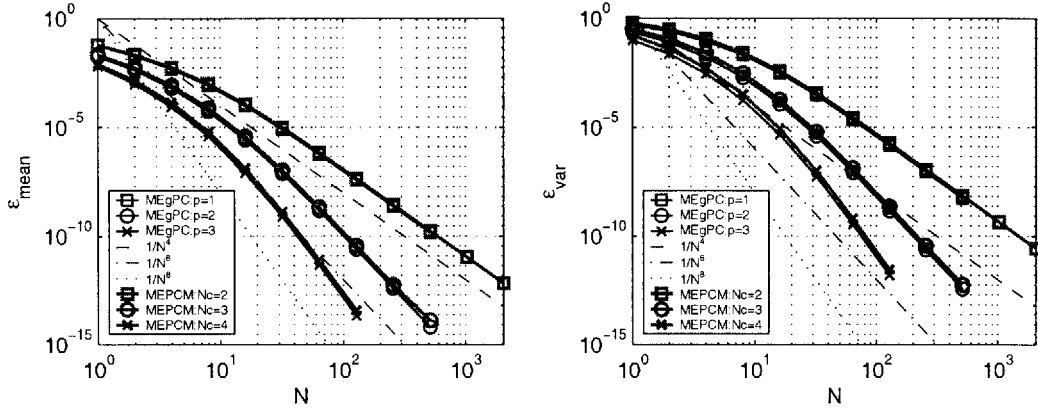 10^0
10^-5
10^-10
10^-15
ε_mean
MEgPC:p=1
MEgPC:p=2
MEgPC:p=3
1/N^4
1/N^6
1/N^8
MEPCM:Nc=2
MEPCM:Nc=3
MEPCM:Nc=4
10^0 10^1 10^2 10^3
N
10^0
10^-5
10^-10
10^-15
ε_var
MEgPC:p=1
MEgPC:p=2
MEgPC:p=3
1/N^4
1/N^6
1/N^8
MEPCM:Nc=2
MEPCM:Nc=3
MEPCM:Nc=4
10^0 10^1 10^2 10^3
N